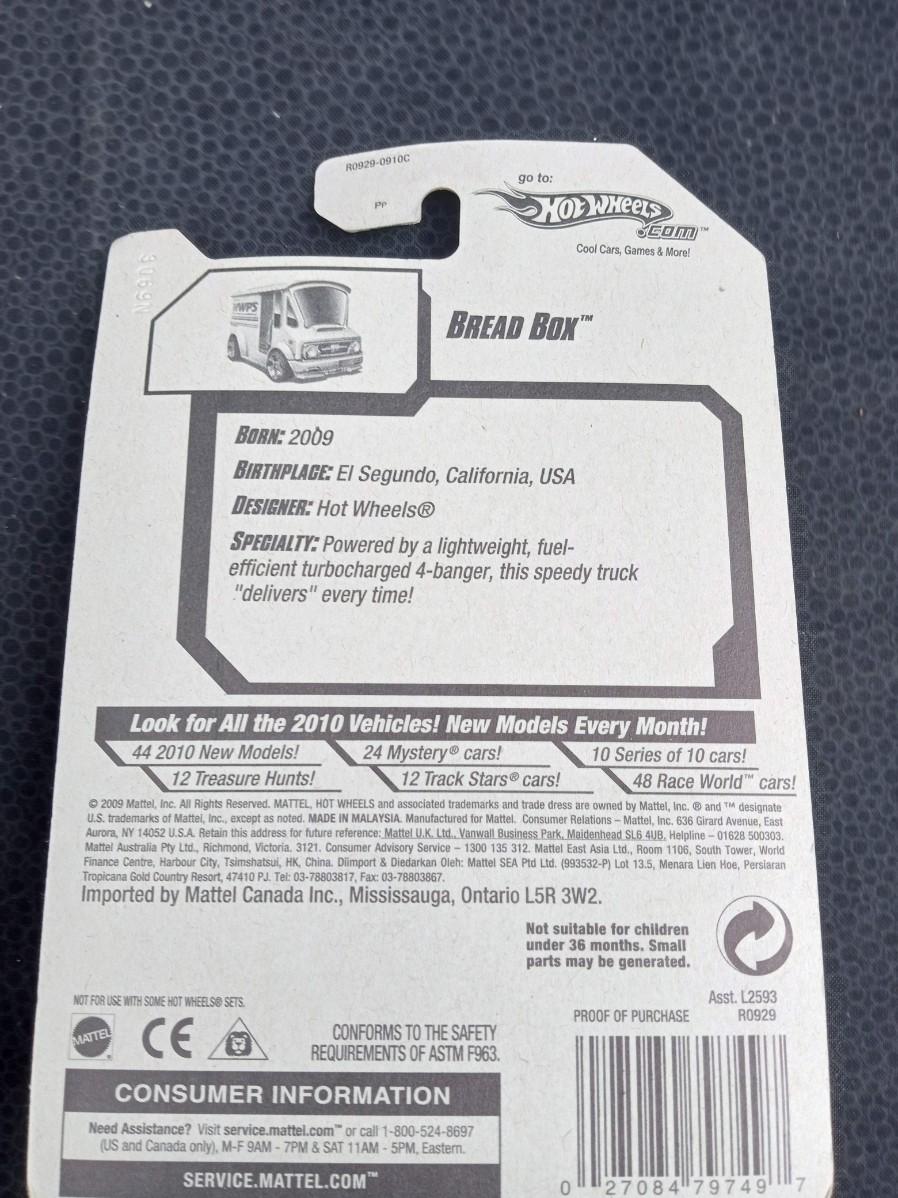 R0929-0910C
PP
go to:
HOT WHEELS
.COM™
Cool Cars, Games & More!
WPS
BREAD BOX™
BORN: 2009
BIRTHPLACE: El Segundo, California, USA
DESIGNER: Hot Wheels®
SPECIALTY: Powered by a lightweight, fuel-
efficient turbocharged 4-banger, this speedy truck
"delivers" every time!
Look for All the 2010 Vehicles! New Models Every Month!
44 2010 New Models! 24 Mystery® cars! 10 Series of 10 cars!
12 Treasure Hunts! 12 Track Stars® cars! 48 Race World™ cars!
© 2009 Mattel, Inc. All Rights Reserved. MATTEL, HOT WHEELS and associated trademarks and trade dress are owned by Mattel, Inc. ® and ™ designate
U.S. trademarks of Mattel, Inc., except as noted. MADE IN MALAYSIA. Manufactured for Mattel. Consumer Relations – Mattel, Inc. 636 Girard Avenue, East
Aurora, NY 14052 U.S.A. Retain this address for future reference: Mattel U.K. Ltd., Vanwall Business Park, Maidenhead SL6 4UB. Helpline – 01628 500303.
Mattel Australia Pty Ltd., Richmond, Victoria. 3121. Consumer Advisory Service – 1300 135 312. Mattel East Asia Ltd., Room 1106, South Tower, World
Finance Centre, Harbour City, Tsimshatsui, HK, China. Diimport & Diedarkan Oleh: Mattel SEA Ptd Ltd. (993532-P) Lot 13.5, Menara Lien Hoe, Persiaran
Tropicana Gold Country Resort, 47410 PJ. Tel: 03-78803817, Fax: 03-78803867.
Imported by Mattel Canada Inc., Mississauga, Ontario L5R 3W2.
Not suitable for children
under 36 months. Small
parts may be generated.
NOT FOR USE WITH SOME HOT WHEELS® SETS.
Asst. L2593
PROOF OF PURCHASE R0929
MATTEL
®
CE
CONFORMS TO THE SAFETY
REQUIREMENTS OF ASTM F963.
CONSUMER INFORMATION
Need Assistance? Visit service.mattel.com™ or call 1-800-524-8697
(US and Canada only), M-F 9AM - 7PM & SAT 11AM - 5PM, Eastern.
SERVICE.MATTEL.COM™
0 27084 79749 7